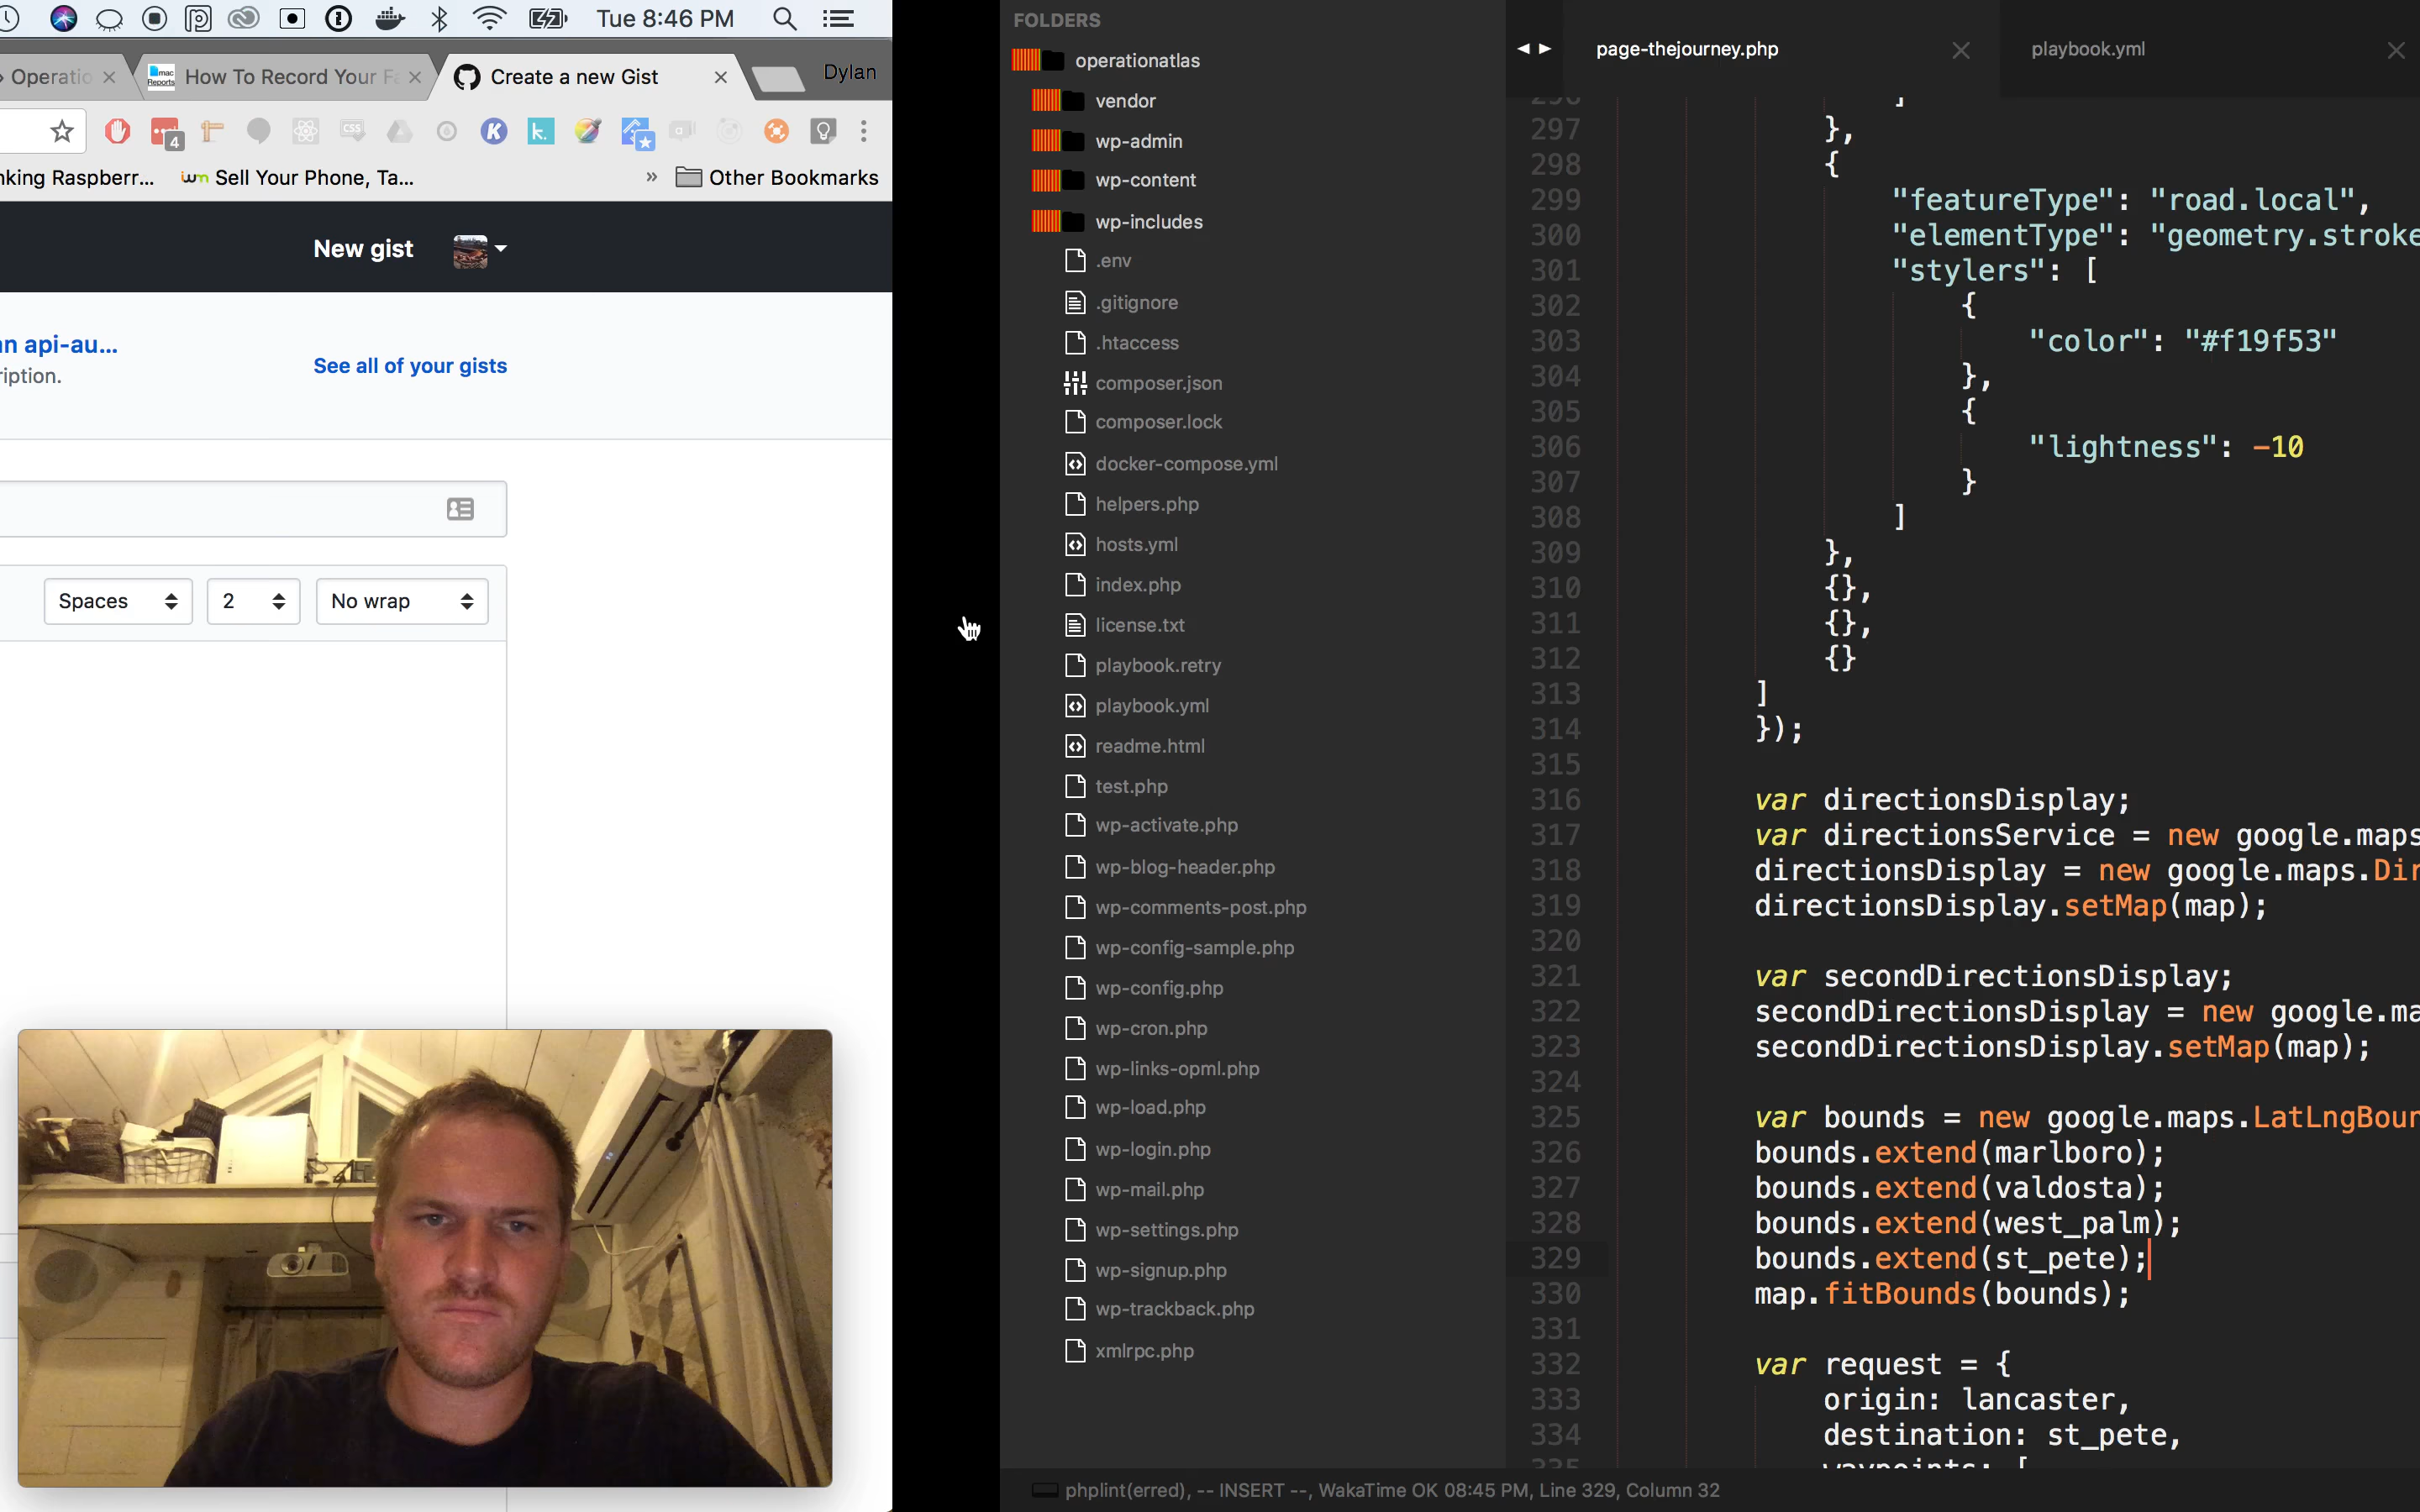 Tue 8:46 PM
Operatio
How To Record Your Fa
Create a new Gist
Dylan
4
CSS
K
k.
nking Raspberr...
iwm Sell Your Phone, Ta...
» Other Bookmarks
New gist
n api-au...
ription.
See all of your gists
Spaces
2
No wrap
FOLDERS
operationatlas
vendor
wp-admin
wp-content
wp-includes
.env
.gitignore
.htaccess
composer.json
composer.lock
docker-compose.yml
helpers.php
hosts.yml
index.php
license.txt
playbook.retry
playbook.yml
readme.html
test.php
wp-activate.php
wp-blog-header.php
wp-comments-post.php
wp-config-sample.php
wp-config.php
wp-cron.php
wp-links-opml.php
wp-load.php
wp-login.php
wp-mail.php
wp-settings.php
wp-signup.php
wp-trackback.php
xmlrpc.php
page-thejourney.php
playbook.yml
296 ]
297 },
298 {
299 "featureType": "road.local",
300 "elementType": "geometry.stroke
301 "stylers": [
302 {
303 "color": "#f19f53"
304 },
305 {
306 "lightness": -10
307 }
308 ]
309 },
310 {},
311 {},
312 {}
313 ]
314 });
315
316 var directionsDisplay;
317 var directionsService = new google.maps
318 directionsDisplay = new google.maps.Dir
319 directionsDisplay.setMap(map);
320
321 var secondDirectionsDisplay;
322 secondDirectionsDisplay = new google.ma
323 secondDirectionsDisplay.setMap(map);
324
325 var bounds = new google.maps.LatLngBoun
326 bounds.extend(marlboro);
327 bounds.extend(valdosta);
328 bounds.extend(west_palm);
329 bounds.extend(st_pete);
330 map.fitBounds(bounds);
331
332 var request = {
333 origin: lancaster,
334 destination: st_pete,
335 waypoints: [
phplint(erred), -- INSERT --, WakaTime OK 08:45 PM, Line 329, Column 32